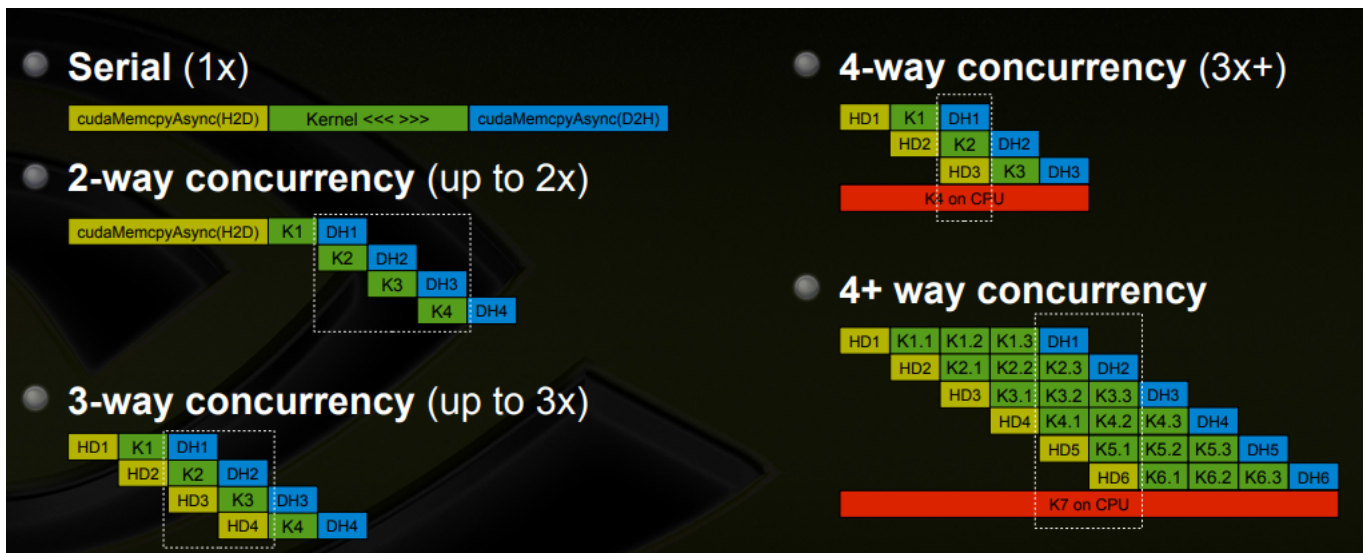 Serial (1x)
cudaMemcpyAsync(H2D) Kernel <<< >>> cudaMemcpyAsync(D2H)
2-way concurrency (up to 2x)
cudaMemcpyAsync(H2D) K1 DH1
K2 DH2
K3 DH3
K4 DH4
3-way concurrency (up to 3x)
HD1 K1 DH1
HD2 K2 DH2
HD3 K3 DH3
HD4 K4 DH4
4-way concurrency (3x+)
HD1 K1 DH1
HD2 K2 DH2
HD3 K3 DH3
K4 on CPU
4+ way concurrency
HD1 K1.1 K1.2 K1.3 DH1
HD2 K2.1 K2.2 K2.3 DH2
HD3 K3.1 K3.2 K3.3 DH3
HD4 K4.1 K4.2 K4.3 DH4
HD5 K5.1 K5.2 K5.3 DH5
HD6 K6.1 K6.2 K6.3 DH6
K7 on CPU